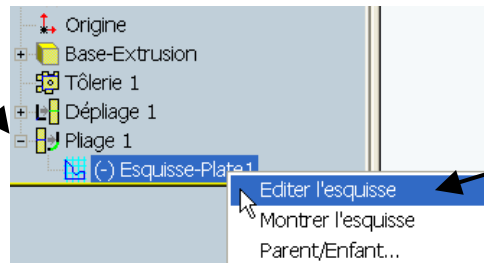 Origine
Base-Extrusion
Tôlerie 1
Dépliage 1
Pliage 1
(-) Esquisse-Plate1
Editer l'esquisse
Montrer l'esquisse
Parent/Enfant...